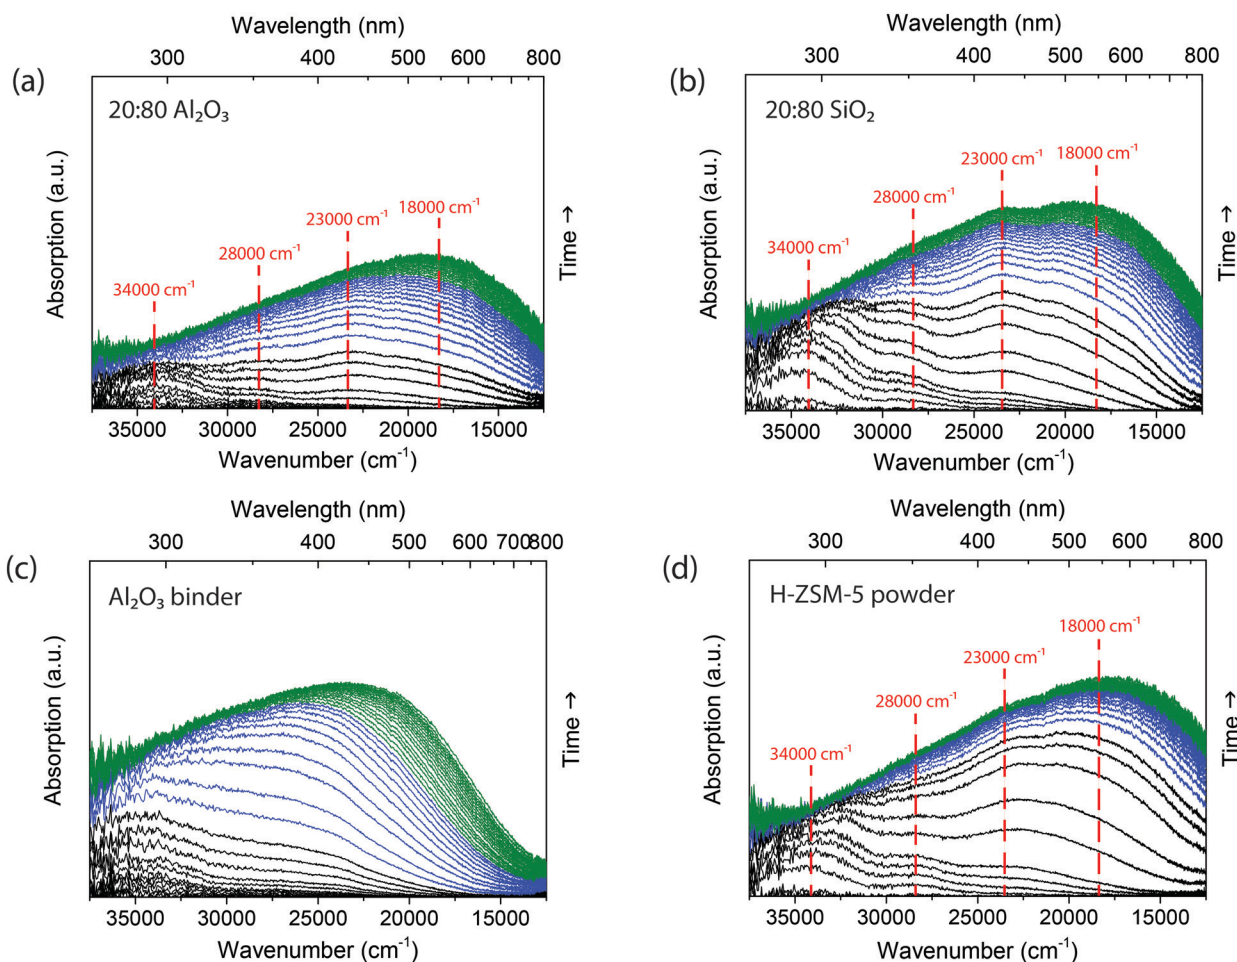 Wavelength (nm)
300 400 500 600 800
(a)
20:80 Al₂O₃
Absorption (a.u.)
Time →
34000 cm⁻¹
28000 cm⁻¹
23000 cm⁻¹
18000 cm⁻¹
35000 30000 25000 20000 15000
Wavenumber (cm⁻¹)
Wavelength (nm)
300 400 500 600 800
(b)
20:80 SiO₂
Absorption (a.u.)
Time →
34000 cm⁻¹
28000 cm⁻¹
23000 cm⁻¹
18000 cm⁻¹
35000 30000 25000 20000 15000
Wavenumber (cm⁻¹)
Wavelength (nm)
300 400 500 600 700 800
(c)
Al₂O₃ binder
Absorption (a.u.)
Time →
35000 30000 25000 20000 15000
Wavenumber (cm⁻¹)
Wavelength (nm)
300 400 500 600 800
(d)
H-ZSM-5 powder
Absorption (a.u.)
Time →
34000 cm⁻¹
28000 cm⁻¹
23000 cm⁻¹
18000 cm⁻¹
35000 30000 25000 20000 15000
Wavenumber (cm⁻¹)